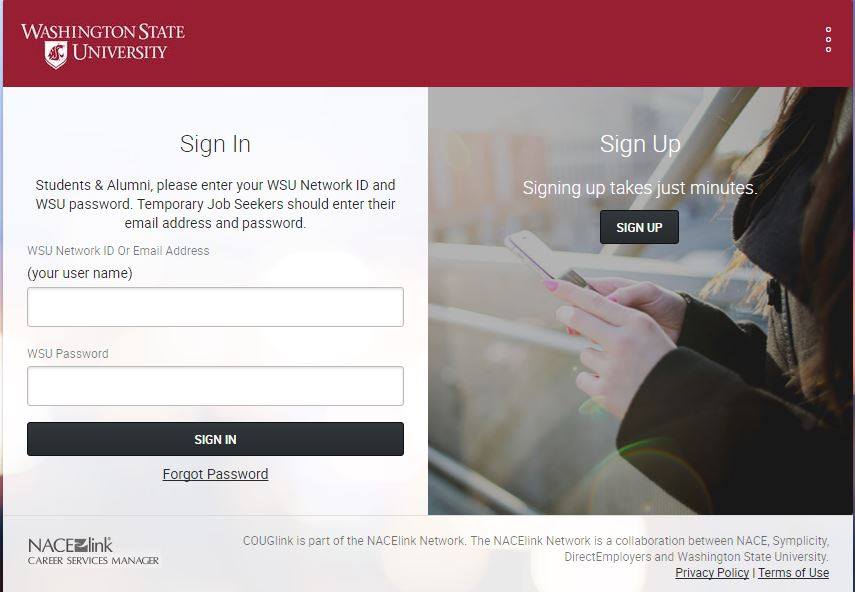 WASHINGTON STATE
UNIVERSITY
Sign In
Students & Alumni, please enter your WSU Network ID and
WSU password. Temporary Job Seekers should enter their
email address and password.
WSU Network ID Or Email Address
(your user name)
WSU Password
SIGN IN
Forgot Password
Sign Up
Signing up takes just minutes.
SIGN UP
NACElink
CAREER SERVICES MANAGER
COUGlink is part of the NACElink Network. The NACElink Network is a collaboration between NACE, Symplicity,
DirectEmployers and Washington State University.
Privacy Policy | Terms of Use